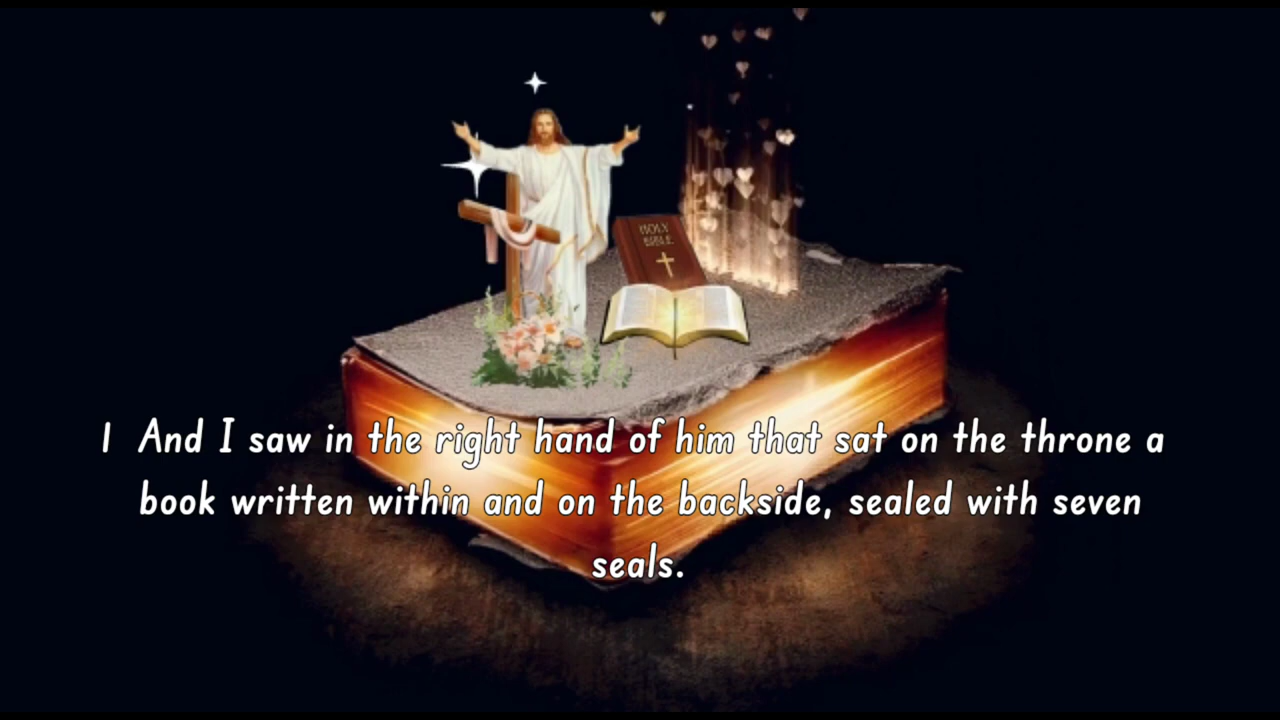 HOLY
BIBLE
1 And I saw in the right hand of him that sat on the throne a
book written within and on the backside, sealed with seven
seals.